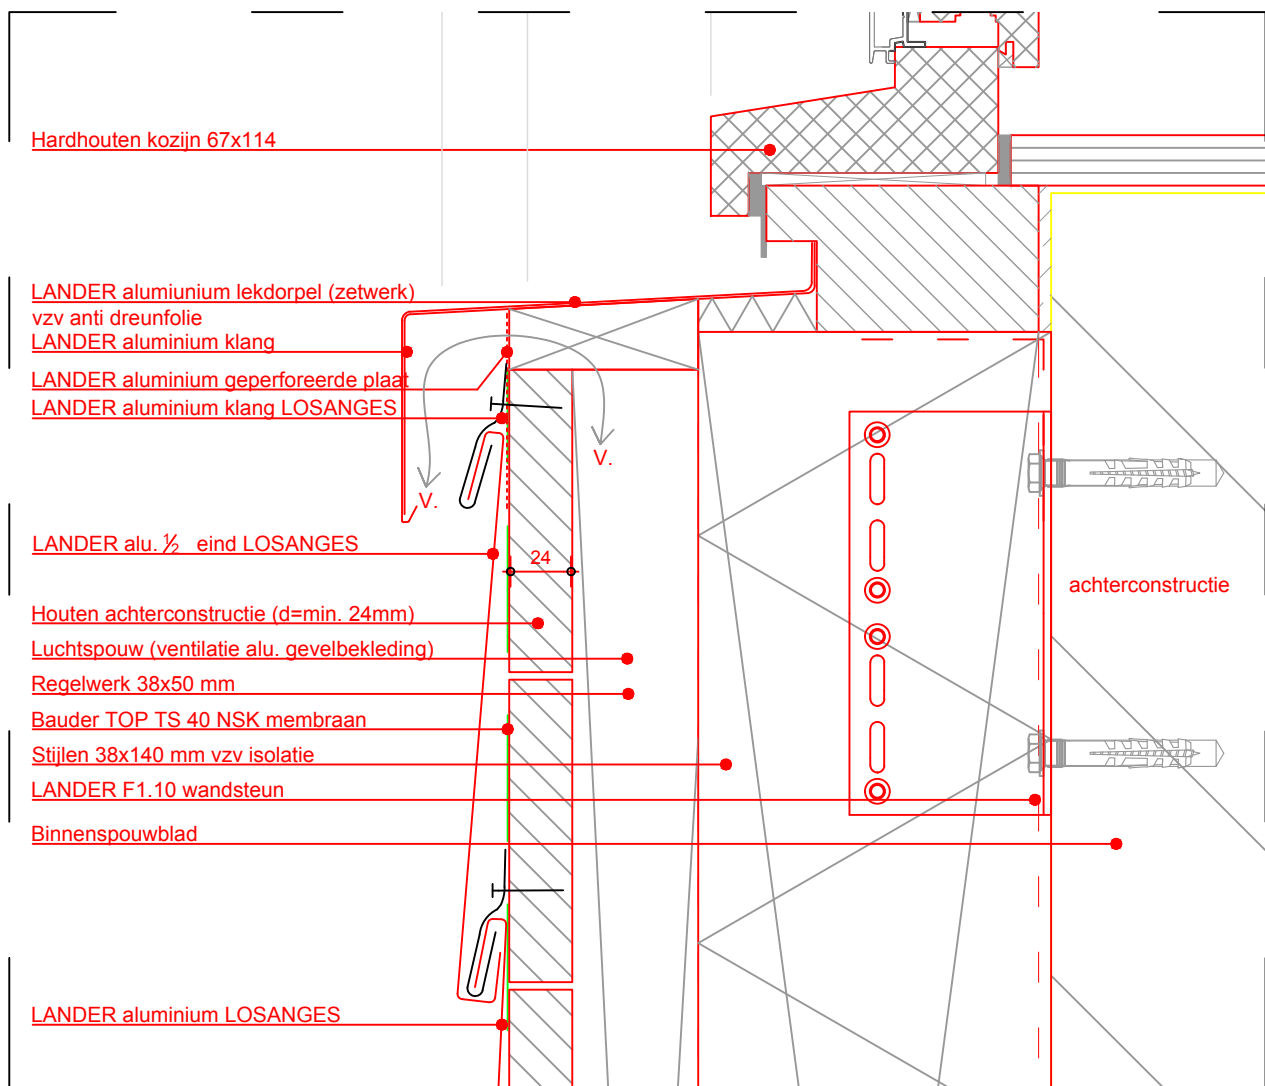 Hardhouten kozijn 67x114
LANDER alumiunium lekdorpel (zetwerk)
vzv anti dreunfolie
LANDER aluminium klang
LANDER aluminium geperforeerde plaat
LANDER aluminium klang LOSANGES
V.
V.
LANDER alu. ½ eind LOSANGES
24
achterconstructie
Houten achterconstructie (d=min. 24mm)
Luchtspouw (ventilatie alu. gevelbekleding)
Regelwerk 38x50 mm
Bauder TOP TS 40 NSK membraan
Stijlen 38x140 mm vzv isolatie
LANDER F1.10 wandsteun
Binnenspouwblad
LANDER aluminium LOSANGES